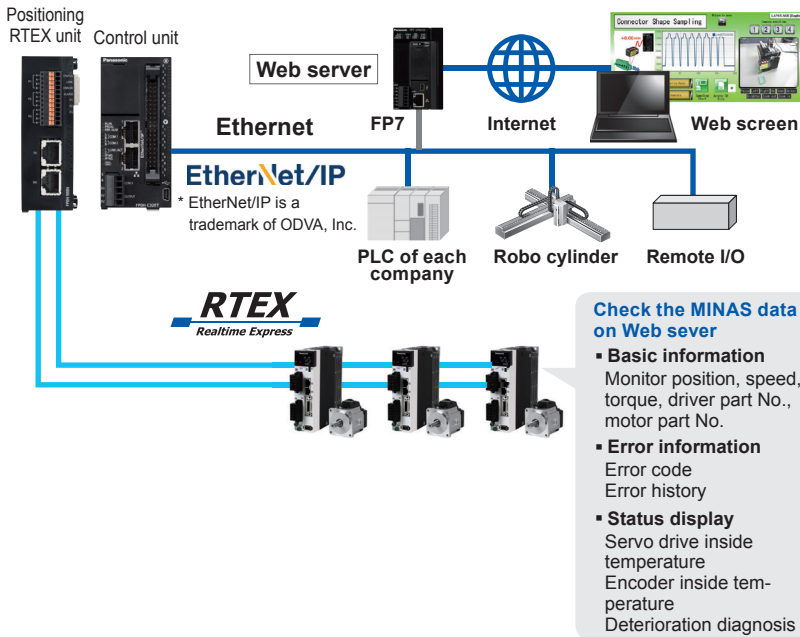 Positioning
RTEX unit
Control unit
Panasonic
Web server
FP7
Internet
Connector Shape Sampling
Web screen
Ethernet
EtherNet/IP
* EtherNet/IP is a
trademark of ODVA, Inc.
PLC of each
company
Robo cylinder
Remote I/O
RTEX
Realtime Express
Check the MINAS data
on Web sever
▪ Basic information
Monitor position, speed,
torque, driver part No.,
motor part No.
▪ Error information
Error code
Error history
▪ Status display
Servo drive inside
temperature
Encoder inside tem-
perature
Deterioration diagnosis